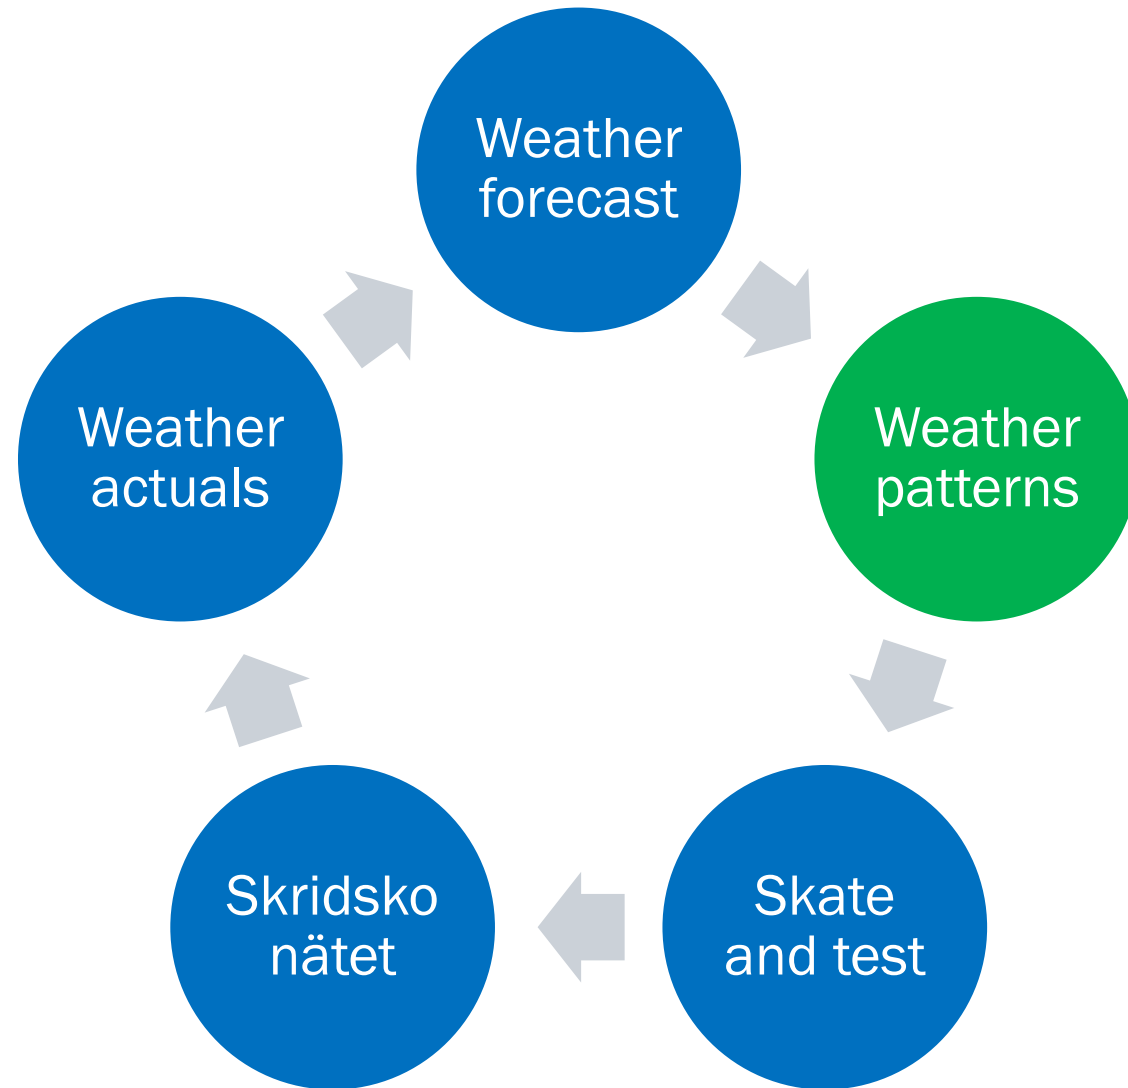 Weather
forecast
Weather
patterns
Skate
and test
Skridsko
nätet
Weather
actuals